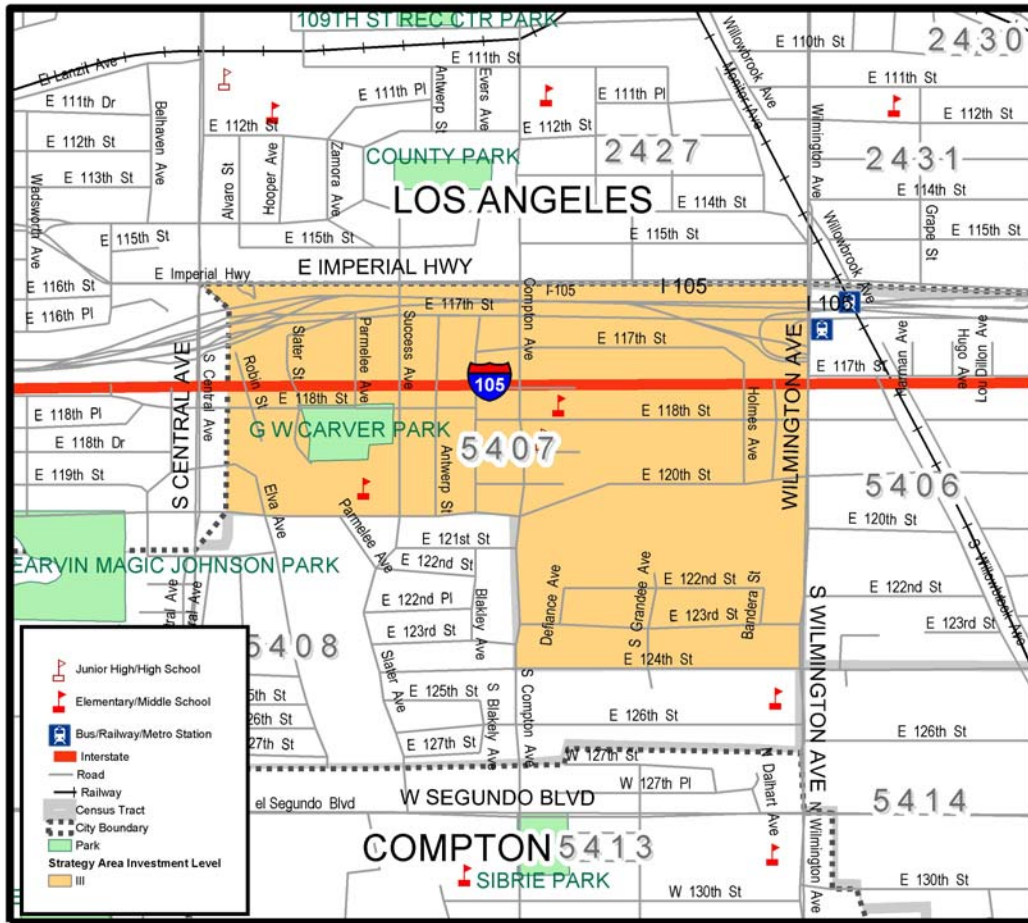 109TH ST REC CTR PARK
E 110th St
2430
El Lanzit Ave
E 111th St
E 111th St
E 111th Dr
Belhaven Ave
E 111th Pl
Antwerp St
Evers Ave
E 111th Pl
Willowbrook Ave
Monitor Ave
Wilmington Ave
E 112th St
E 112th St
E 112th St
Hooper Ave
Zamora Ave
COUNTY PARK
2427
2431
E 113th St
Wadsworth Ave
Avaro St
LOS ANGELES
E 114th St
E 114th St
Grape St
E 115th St
E 115th St
E 115th St
E 115th St
E Imperial Hwy
E IMPERIAL HWY
Willowbrook Ave
E 116th St
E 116th Pl
I-105
I 105
I 105
E 117th St
Compton Ave
Slater St
Parmelee Ave
Success Ave
E 117th St
E 117th St
S CENTRAL AVE
S Central Ave
Robin St
WILMINGTON AVE
Harman Ave
Hugo Ave
Lou Dillon Ave
105
E 118th Pl
E 118th St
E 118th St
Holmes Ave
E 118th Dr
G W CARVER PARK
5407
E 119th St
Antwerp St
E 120th St
5406
Elva Ave
Parmelee Ave
E 120th St
S Willowbrook Ave
E 121st St
EARVIN MAGIC JOHNSON PARK
E 122nd St
E 122nd St
E 122nd St
E 122nd Pl
Blakley Ave
Defiance Ave
S Grandee Ave
Bandera St
S WILMINGTON AVE
E 123rd St
E 123rd St
E 123rd St
5408
E 124th St
Slater Ave
E 125th St
S Blakely Ave
S Compton Ave
E 126th St
E 126th St
E 127th St
W 127th St
W 127th Pl
N Dalhart Ave
el Segundo Blvd
W SEGUNDO BLVD
N Wilmington Ave
5414
COMPTON
5413
SIBRIE PARK
W 130th St
E 130th St
Junior High/High School
Elementary/Middle School
Bus/Railway/Metro Station
Interstate
Road
Railway
Census Tract
City Boundary
Park
Strategy Area Investment Level
III